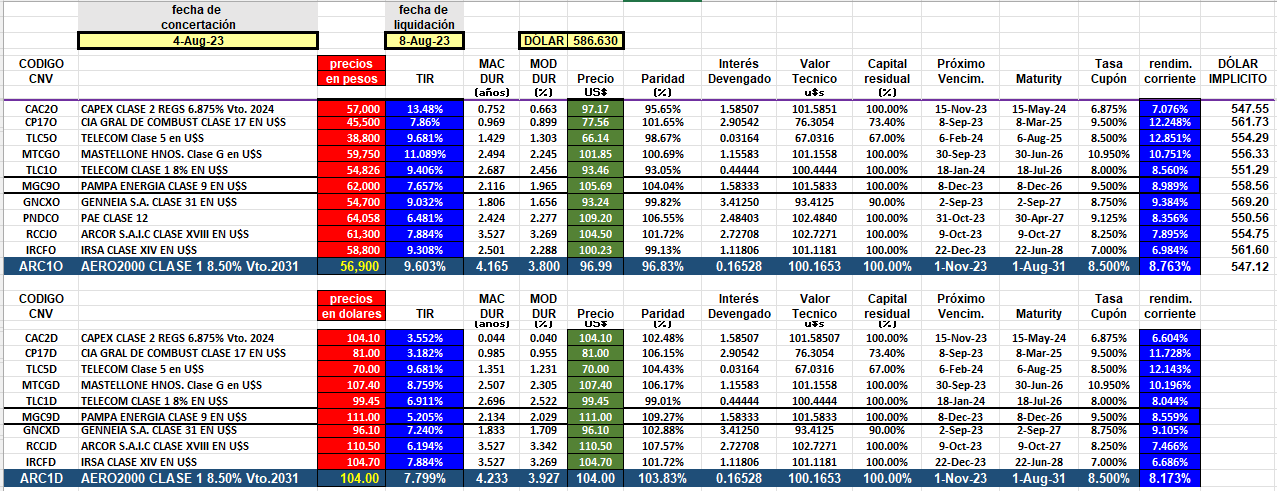 fecha de fecha de
concertación liquidación
4-Aug-23 8-Aug-23 DÓLAR 586.630
CODIGO precios MAC MOD Interés Valor Capital Próximo Tasa rendim. DÓLAR
CNV en pesos TIR DUR DUR Precio Paridad Devengado Tecnico residual Vencim. Maturity Cupón corriente IMPLICITO
(años) (%) US$ (%) u$s (%)
CAC2O CAPEX CLASE 2 REGS 6.875% Vto. 2024 57,000 13.48% 0.752 0.663 97.17 95.65% 1.58507 101.5851 100.00% 15-Nov-23 15-May-24 6.875% 7.076% 547.55
CP17O CIA GRAL DE COMBUST CLASE 17 EN U$S 45,500 7.86% 0.969 0.899 77.56 101.65% 2.90542 76.3054 73.40% 8-Sep-23 8-Mar-25 9.500% 12.248% 561.73
TLC5O TELECOM Clase 5 en U$S 38,800 9.681% 1.429 1.303 66.14 98.67% 0.03164 67.0316 67.00% 6-Feb-24 6-Aug-25 8.500% 12.851% 554.29
MTCGO MASTELLONE HNOS. Clase G en U$S 59,750 11.089% 2.494 2.245 101.85 100.69% 1.15583 101.1558 100.00% 30-Sep-23 30-Jun-26 10.950% 10.751% 556.33
TLC1O TELECOM CLASE 1 8% EN U$S 54,826 9.406% 2.687 2.456 93.46 93.05% 0.44444 100.4444 100.00% 18-Jan-24 18-Jul-26 8.000% 8.560% 551.29
MGC9O PAMPA ENERGIA CLASE 9 EN U$S 62,000 7.657% 2.116 1.965 105.69 104.04% 1.58333 101.5833 100.00% 8-Dec-23 8-Dec-26 9.500% 8.989% 558.56
GNCXO GENNEIA S.A. CLASE 31 EN U$S 54,700 9.032% 1.806 1.656 93.24 99.82% 3.41250 93.4125 90.00% 2-Sep-23 2-Sep-27 8.750% 9.384% 569.20
PNDCO PAE CLASE 12 64,058 6.481% 2.424 2.277 109.20 106.55% 2.48403 102.4840 100.00% 31-Oct-23 30-Apr-27 9.125% 8.356% 550.56
RCCJO ARCOR S.A.I.C CLASE XVIII EN U$S 61,300 7.884% 3.527 3.269 104.50 101.72% 2.72708 102.7271 100.00% 9-Oct-23 9-Oct-27 8.250% 7.895% 554.75
IRCFO IRSA CLASE XIV EN U$S 58,800 9.308% 2.501 2.288 100.23 99.13% 1.11806 101.1181 100.00% 22-Dec-23 22-Jun-28 7.000% 6.984% 561.60
ARC1O AERO2000 CLASE 1 8.50% Vto.2031 56,900 9.603% 4.165 3.800 96.99 96.83% 0.16528 100.1653 100.00% 1-Nov-23 1-Aug-31 8.500% 8.763% 547.12
CODIGO precios MAC MOD Interés Valor Capital Próximo Tasa rendim.
CNV en dolares TIR DUR DUR Precio Paridad Devengado Tecnico residual Vencim. Maturity Cupón corriente
(años) (%) US$ (%) u$s (%)
CAC2D CAPEX CLASE 2 REGS 6.875% Vto. 2024 104.10 3.552% 0.044 0.040 104.10 102.48% 1.58507 101.58507 100.00% 15-Nov-23 15-May-24 6.875% 6.604%
CP17D CIA GRAL DE COMBUST CLASE 17 EN U$S 81.00 3.182% 0.985 0.955 81.00 106.15% 2.90542 76.3054 73.40% 8-Sep-23 8-Mar-25 9.500% 11.728%
TLC5D TELECOM Clase 5 en U$S 70.00 9.681% 1.351 1.231 70.00 104.43% 0.03164 67.0316 67.00% 6-Feb-24 6-Aug-25 8.500% 12.143%
MTCGD MASTELLONE HNOS. Clase G en U$S 107.40 8.759% 2.507 2.305 107.40 106.17% 1.15583 101.1558 100.00% 30-Sep-23 30-Jun-26 10.950% 10.196%
TLC1D TELECOM CLASE 1 8% EN U$S 99.45 6.911% 2.696 2.522 99.45 99.01% 0.44444 100.4444 100.00% 18-Jan-24 18-Jul-26 8.000% 8.044%
MGC9D PAMPA ENERGIA CLASE 9 EN U$S 111.00 5.205% 2.134 2.029 111.00 109.27% 1.58333 101.5833 100.00% 8-Dec-23 8-Dec-26 9.500% 8.559%
GNCXD GENNEIA S.A. CLASE 31 EN U$S 96.10 7.240% 1.833 1.709 96.10 102.88% 3.41250 93.4125 90.00% 2-Sep-23 2-Sep-27 8.750% 9.105%
RCCJD ARCOR S.A.I.C CLASE XVIII EN U$S 110.50 6.194% 3.527 3.342 110.50 107.57% 2.72708 102.7271 100.00% 9-Oct-23 9-Oct-27 8.250% 7.466%
IRCFD IRSA CLASE XIV EN U$S 104.70 7.884% 3.527 3.269 104.70 101.72% 1.11806 101.1181 100.00% 22-Dec-23 22-Jun-28 7.000% 6.686%
ARC1D AERO2000 CLASE 1 8.50% Vto.2031 104.00 7.799% 4.233 3.927 104.00 103.83% 0.16528 100.1653 100.00% 1-Nov-23 1-Aug-31 8.500% 8.173%